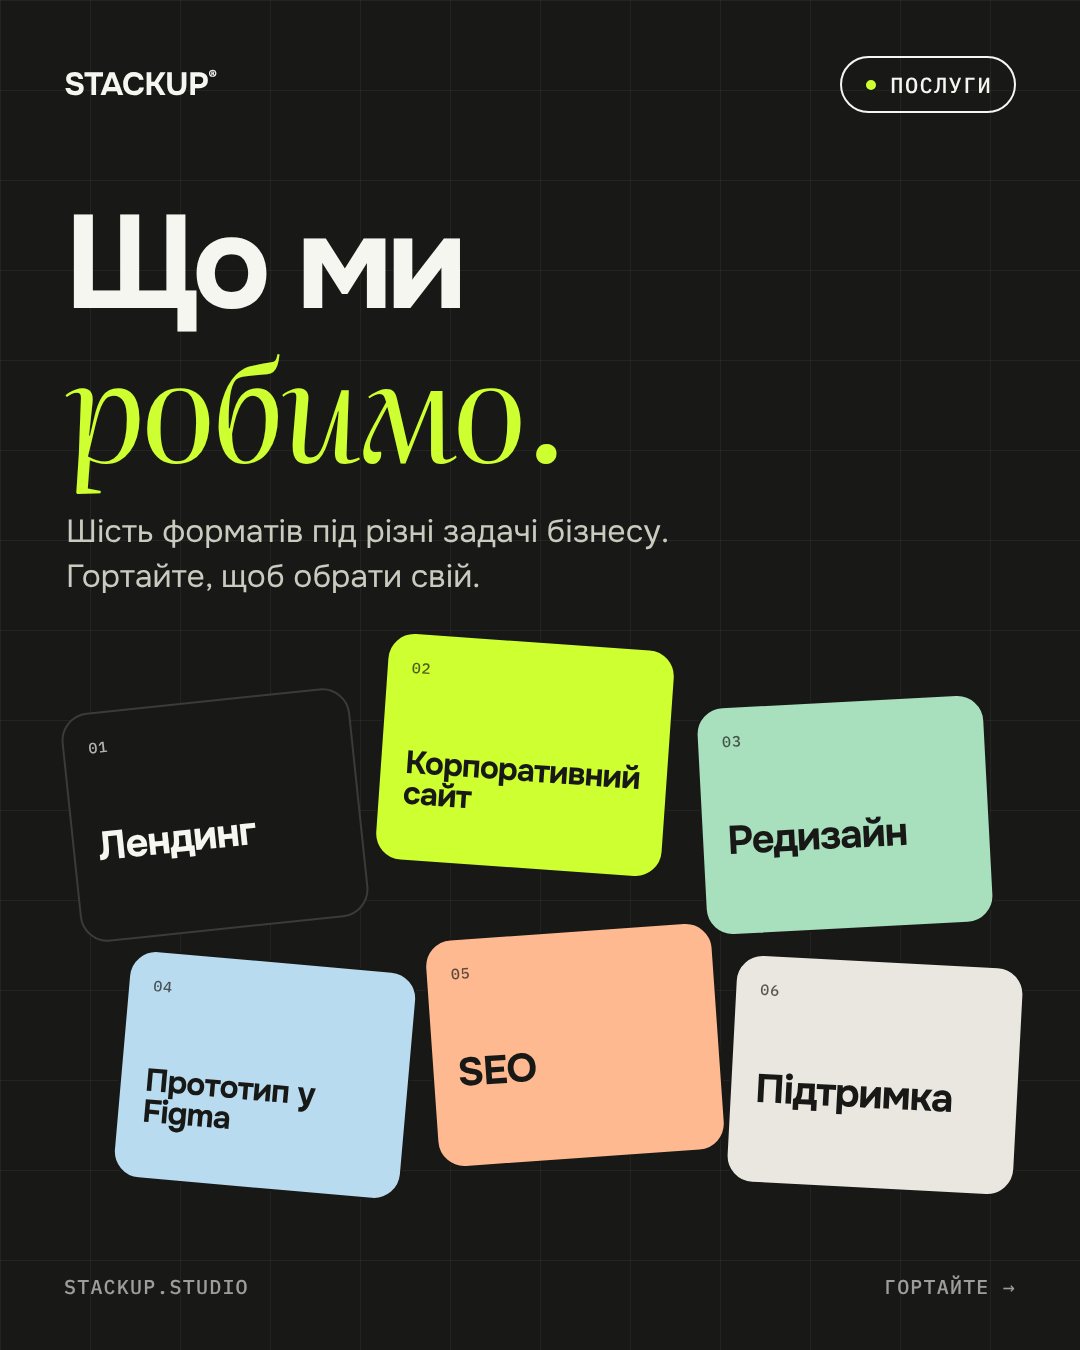 STACKUP®
ПОСЛУГИ
Що ми
робимо.
Шість форматів під різні задачі бізнесу.
Гортайте, щоб обрати свій.
01
Лендинг
02
Корпоративний
сайт
03
Редизайн
04
Прототип у
Figma
05
SEO
06
Підтримка
STACKUP.STUDIO
ГОРТАЙТЕ →